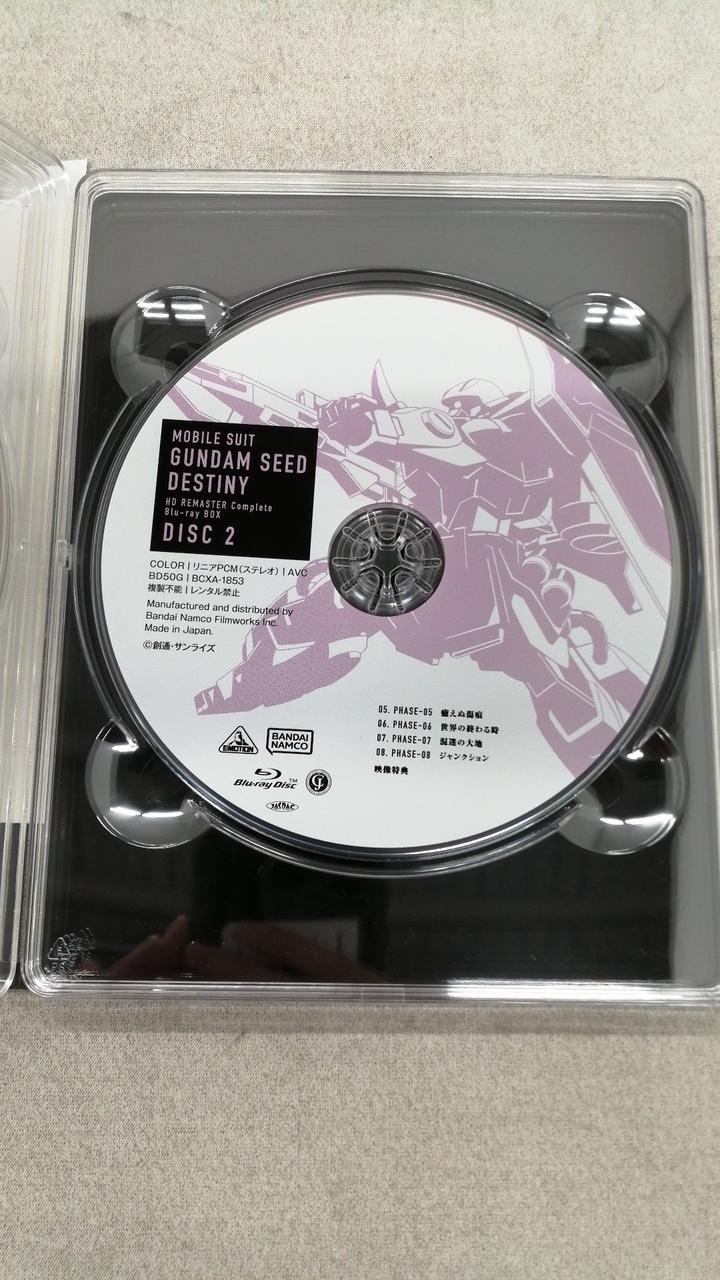 MOBILE SUIT
GUNDAM SEED
DESTINY
HD REMASTER Complete
Blu-ray BOX
DISC 2
COLOR | リニアPCM(ステレオ) | AVC
BD50G | BCXA-1853
複製不能 | レンタル禁止
Manufactured and distributed by
Bandai Namco Filmworks Inc.
Made in Japan.
©創通・サンライズ
05. PHASE-05 癒えぬ傷痕
06. PHASE-06 世界の終わる時
07. PHASE-07 混迷の大地
08. PHASE-08 ジャンクション
映像特典
EMOTION
BANDAI
NAMCO
Blu-ray Disc™
JASRAC